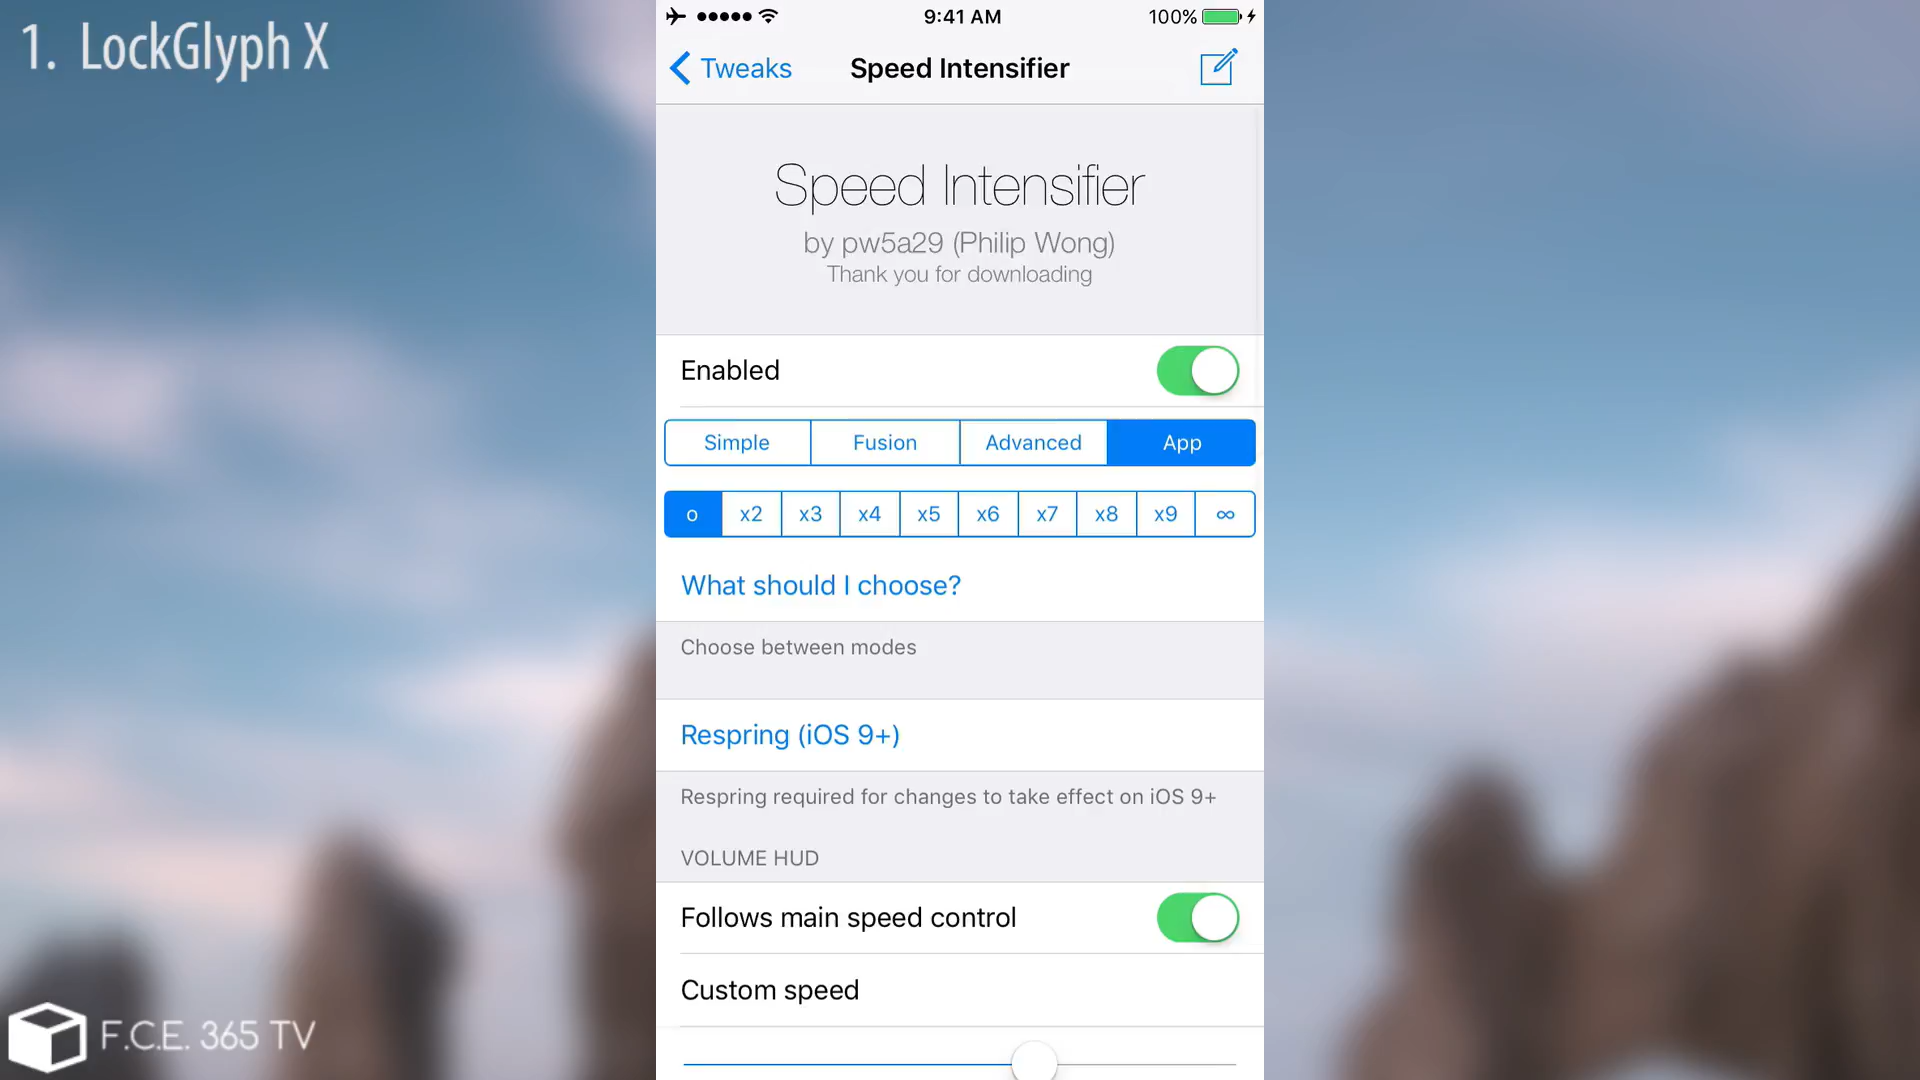 1. LockGlyph X
9:41 AM
100%
Tweaks
Speed Intensifier
Speed Intensifier
by pw5a29 (Philip Wong)
Thank you for downloading
Enabled
Simple Fusion Advanced App
o x2 x3 x4 x5 x6 x7 x8 x9 ∞
What should I choose?
Choose between modes
Respring (iOS 9+)
Respring required for changes to take effect on iOS 9+
VOLUME HUD
Follows main speed control
Custom speed
F.C.E. 365 TV